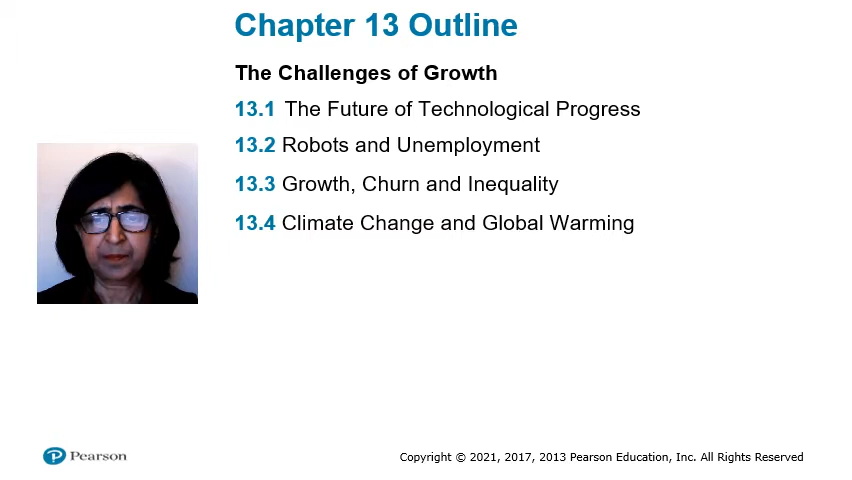 Chapter 13 Outline
The Challenges of Growth
13.1 The Future of Technological Progress
13.2 Robots and Unemployment
13.3 Growth, Churn and Inequality
13.4 Climate Change and Global Warming
Pearson
Copyright © 2021, 2017, 2013 Pearson Education, Inc. All Rights Reserved